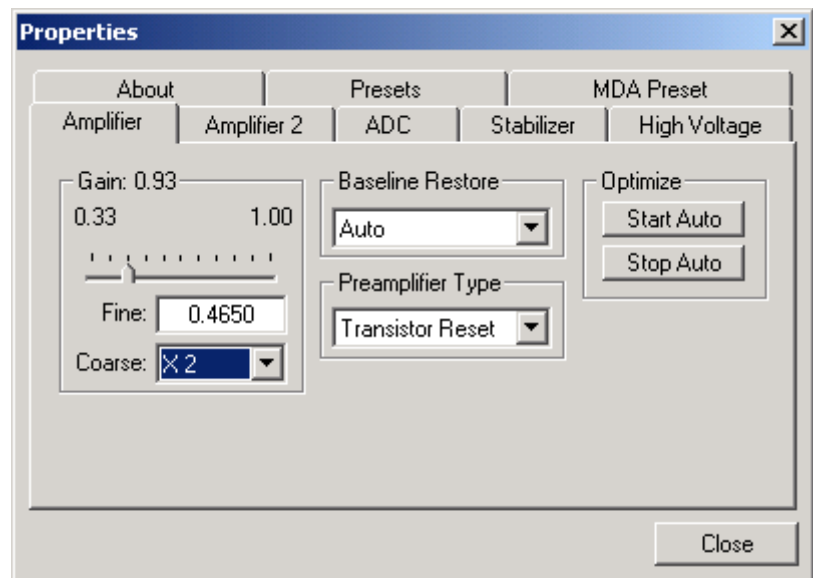 Properties
About Presets MDA Preset
Amplifier Amplifier 2 ADC Stabilizer High Voltage
Gain: 0.93
0.33 1.00
Fine: 0.4650
Coarse: X 2
Baseline Restore
Auto
Preamplifier Type
Transistor Reset
Optimize
Start Auto
Stop Auto
Close